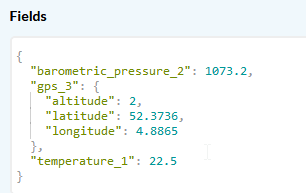 Fields
{
"barometric_pressure_2": 1073.2,
"gps_3": {
"altitude": 2,
"latitude": 52.3736,
"longitude": 4.8865
},
"temperature_1": 22.5
}